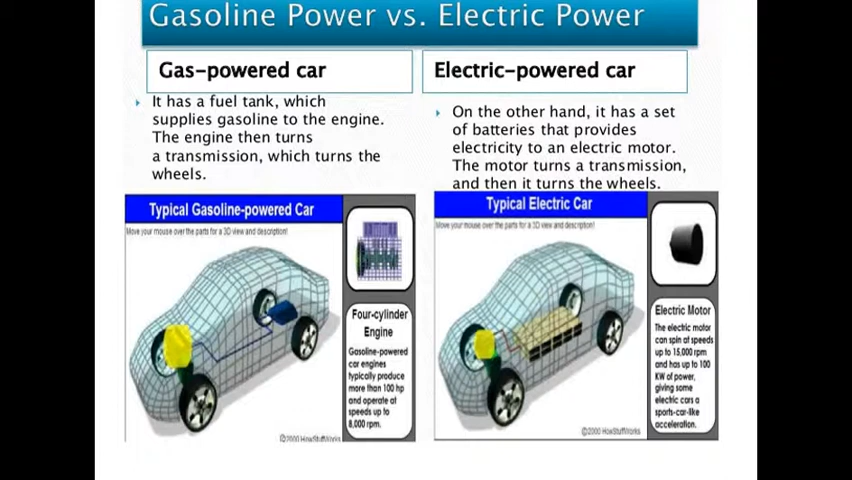 Gasoline Power vs. Electric Power
Gas-powered car
It has a fuel tank, which
supplies gasoline to the engine.
The engine then turns
a transmission, which turns the
wheels.
Typical Gasoline-powered Car
Move your mouse over the parts for a 3D view and description!
Four-cylinder
Engine
Gasoline-powered
car engines
typically produce
more than 100 hp
and operate at
speeds up to
8,000 rpm.
©2000 HowStuffWorks
Electric-powered car
On the other hand, it has a set
of batteries that provides
electricity to an electric motor.
The motor turns a transmission,
and then it turns the wheels.
Typical Electric Car
Move your mouse over the parts for a 3D view and description!
Electric Motor
The electric motor
can spin at speeds
up to 15,000 rpm
and has up to 100
KW of power,
giving some
electric cars a
sports-car-like
acceleration.
©2000 HowStuffWorks